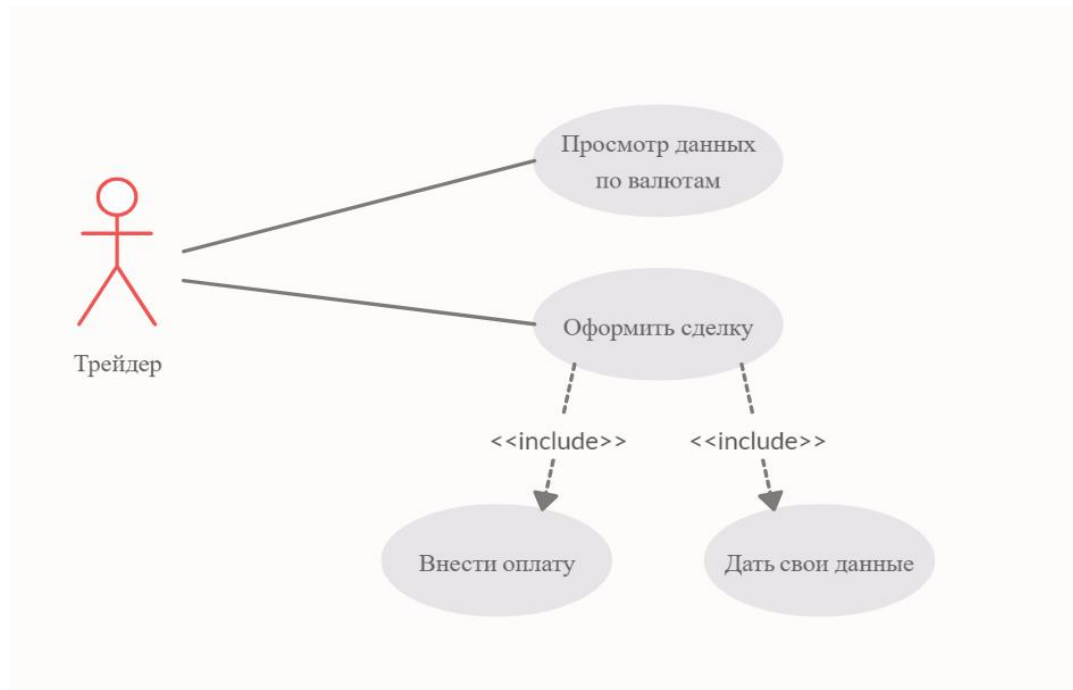 Просмотр данных
по валютам
Оформить сделку
Трейдер
<<include>>
<<include>>
Внести оплату
Дать свои данные